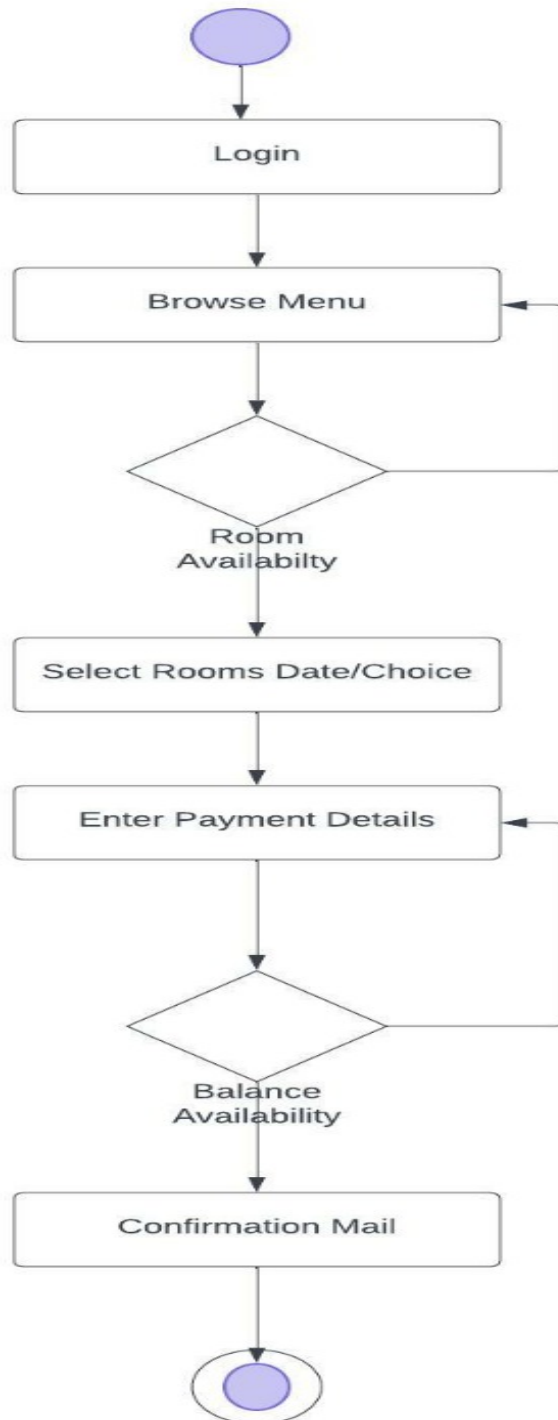 Login
Browse Menu
Room
Availabilty
Select Rooms Date/Choice
Enter Payment Details
Balance
Availability
Confirmation Mail